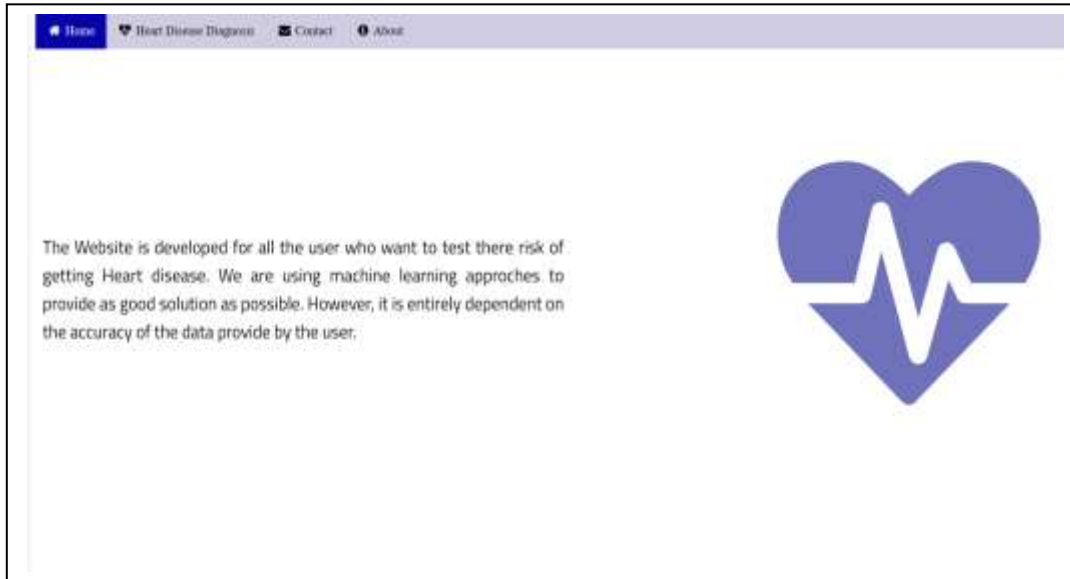 Home Heart Disease Diagnosis Contact About
The Website is developed for all the user who want to test there risk of
getting Heart disease. We are using machine learning approches to
provide as good solution as possible. However, it is entirely dependent on
the accuracy of the data provide by the user.